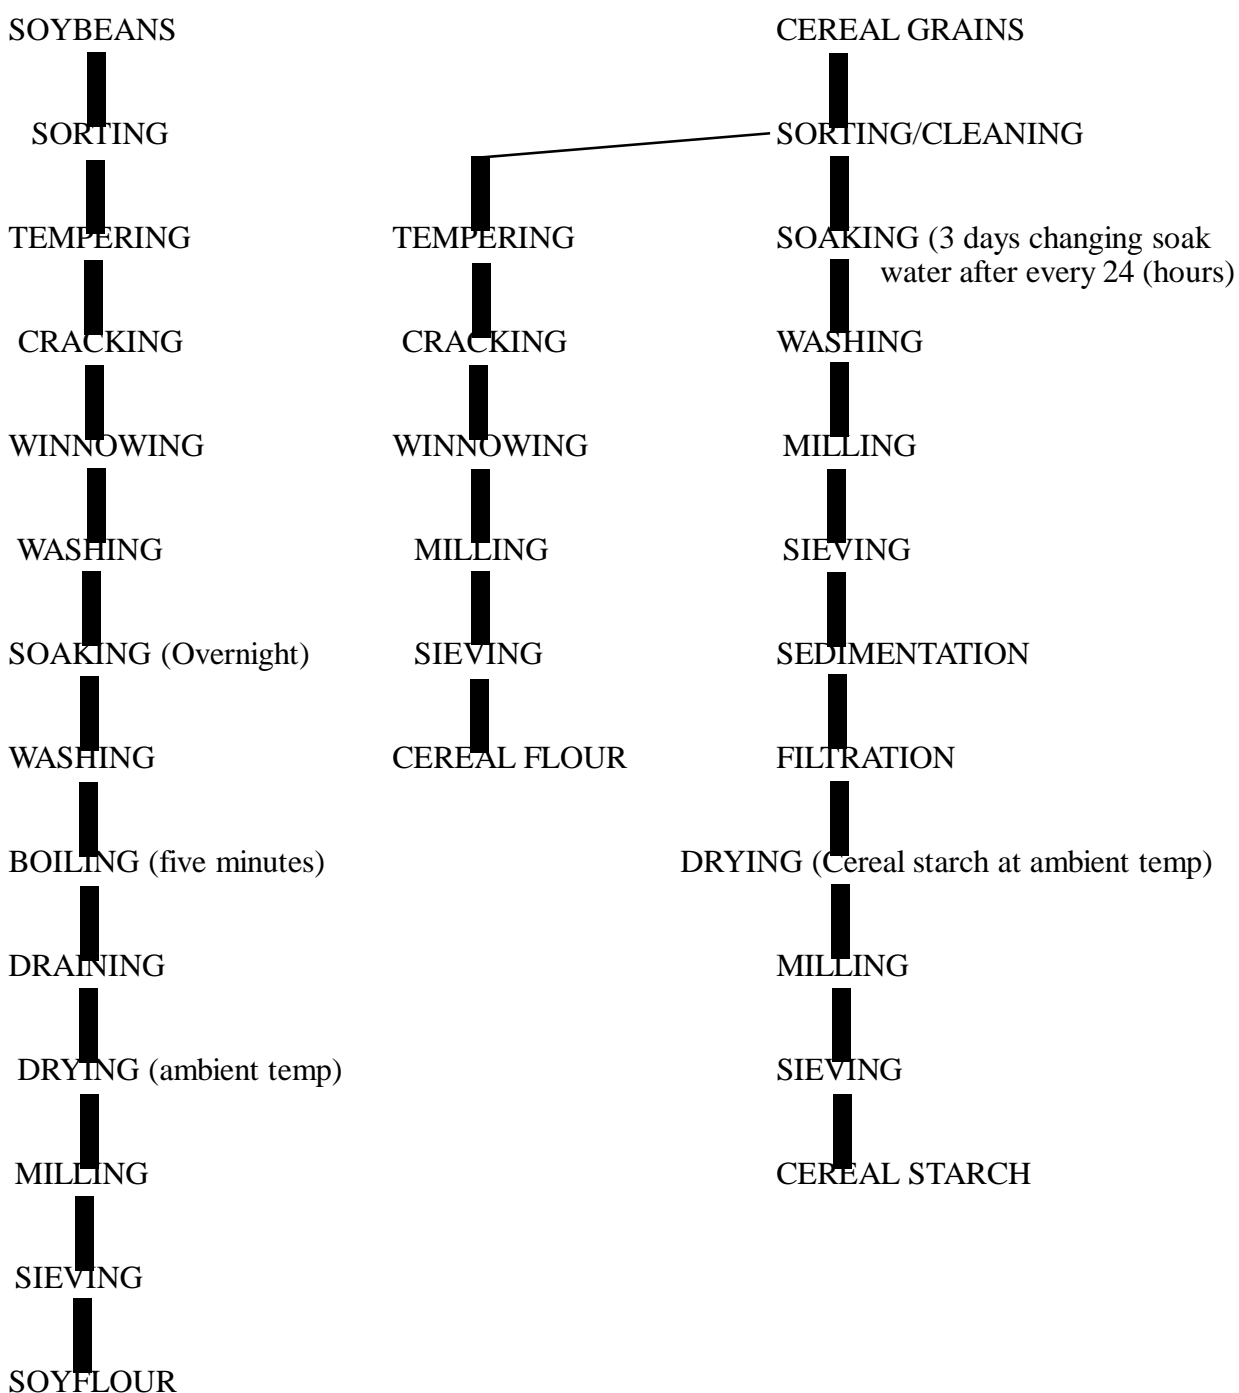 SOYBEANS
SORTING
TEMPERING
CRACKING
WINNOWING
WASHING
SOAKING (Overnight)
WASHING
BOILING (five minutes)
DRAINING
DRYING (ambient temp)
MILLING
SIEVING
SOYFLOUR
TEMPERING
CRACKING
WINNOWING
MILLING
SIEVING
CEREAL FLOUR
CEREAL GRAINS
SORTING/CLEANING
SOAKING (3 days changing soak
water after every 24 (hours)
WASHING
MILLING
SIEVING
SEDIMENTATION
FILTRATION
DRYING (Cereal starch at ambient temp)
MILLING
SIEVING
CEREAL STARCH